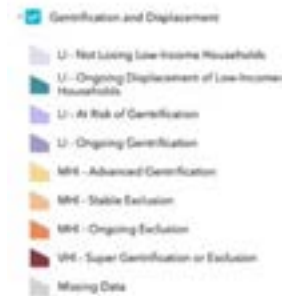 Gentrification and Displacement
LI - Not Losing Low-Income Households
LI - Ongoing Displacement of Low-Income
Households
LI - At Risk of Gentrification
LI - Ongoing Gentrification
MHI - Advanced Gentrification
MHI - Stable Exclusion
MHI - Ongoing Exclusion
VHI - Super Gentrification or Exclusion
Missing Data